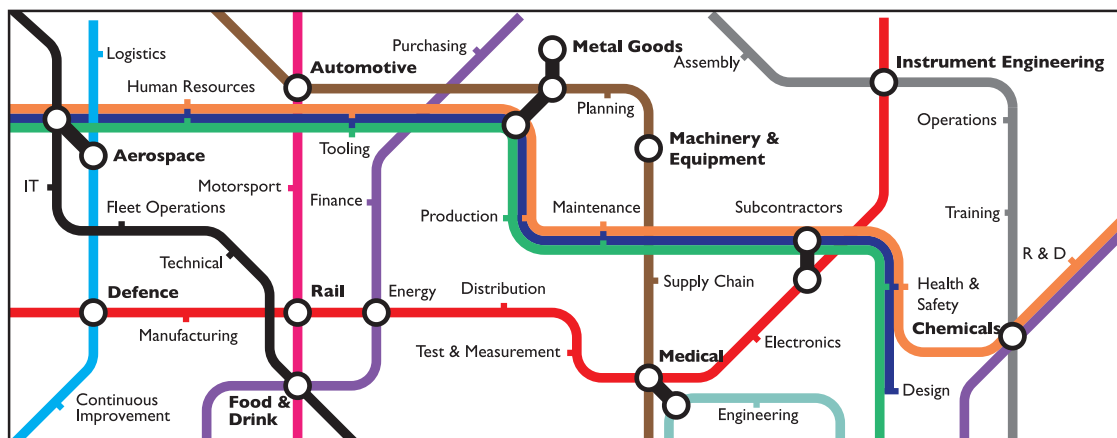 Purchasing
Metal Goods
Logistics
Assembly
Instrument Engineering
Automotive
Human Resources
Planning
Operations
Tooling
Machinery &
Equipment
Aerospace
IT
Motorsport
Finance
Fleet Operations
Production
Maintenance
Subcontractors
Training
Technical
R & D
Defence
Rail
Energy
Distribution
Supply Chain
Health &
Safety
Manufacturing
Chemicals
Test & Measurement
Medical
Electronics
Continuous
Improvement
Food &
Drink
Engineering
Design